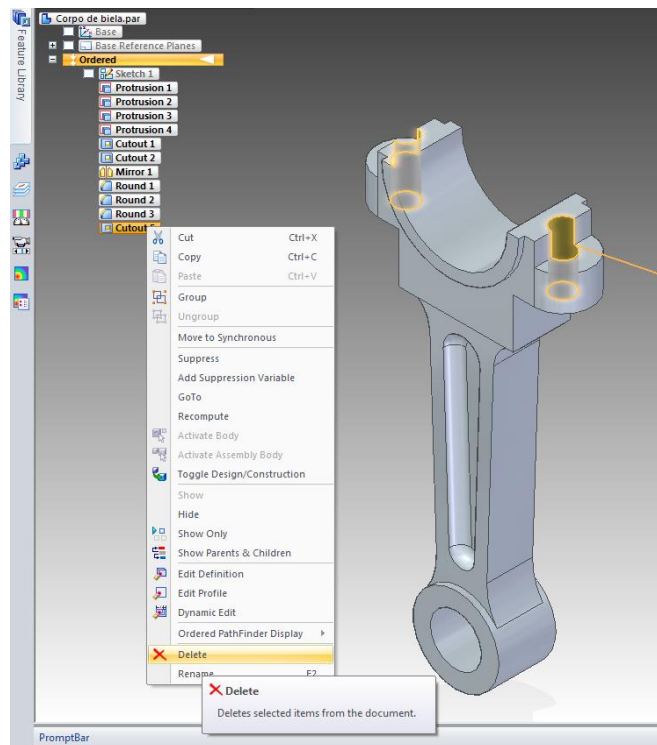 Feature Library
Corpo de biela.par
Base
Base Reference Planes
Ordered
Sketch 1
Protrusion 1
Protrusion 2
Protrusion 3
Protrusion 4
Cutout 1
Cutout 2
Mirror 1
Round 1
Round 2
Round 3
Cutout
Cut Ctrl+X
Copy Ctrl+C
Paste Ctrl+V
Group
Ungroup
Move to Synchronous
Suppress
Add Suppression Variable
GoTo
Recompute
Activate Body
Activate Assembly Body
Toggle Design/Construction
Show
Hide
Show Only
Show Parents & Children
Edit Definition
Edit Profile
Dynamic Edit
Ordered PathFinder Display
Delete
Rename F2
Delete
Deletes selected items from the document.
PromptBar